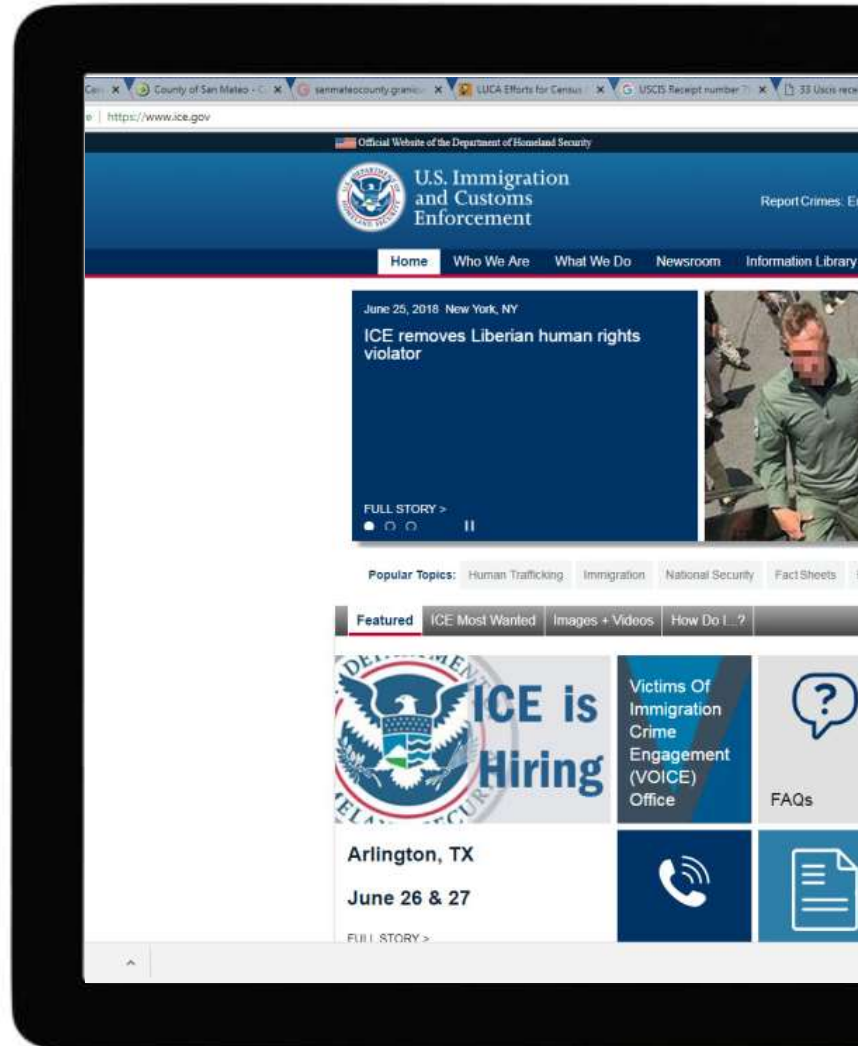 County of San Mateo - C
sanmateocounty.granicu
LUCA Efforts for Census
USCIS Receipt number
33 Uscis rece
https://www.ice.gov
Official Website of the Department of Homeland Security
U.S. Immigration
and Customs
Enforcement
Report Crimes: E
Home Who We Are What We Do Newsroom Information Library
June 25, 2018 New York, NY
ICE removes Liberian human rights
violator
FULL STORY >
Popular Topics: Human Trafficking Immigration National Security Fact Sheets
Featured ICE Most Wanted Images + Videos How Do I...?
ICE is
Hiring
Victims Of
Immigration
Crime
Engagement
(VOICE)
Office
FAQs
Arlington, TX
June 26 & 27
FULL STORY >